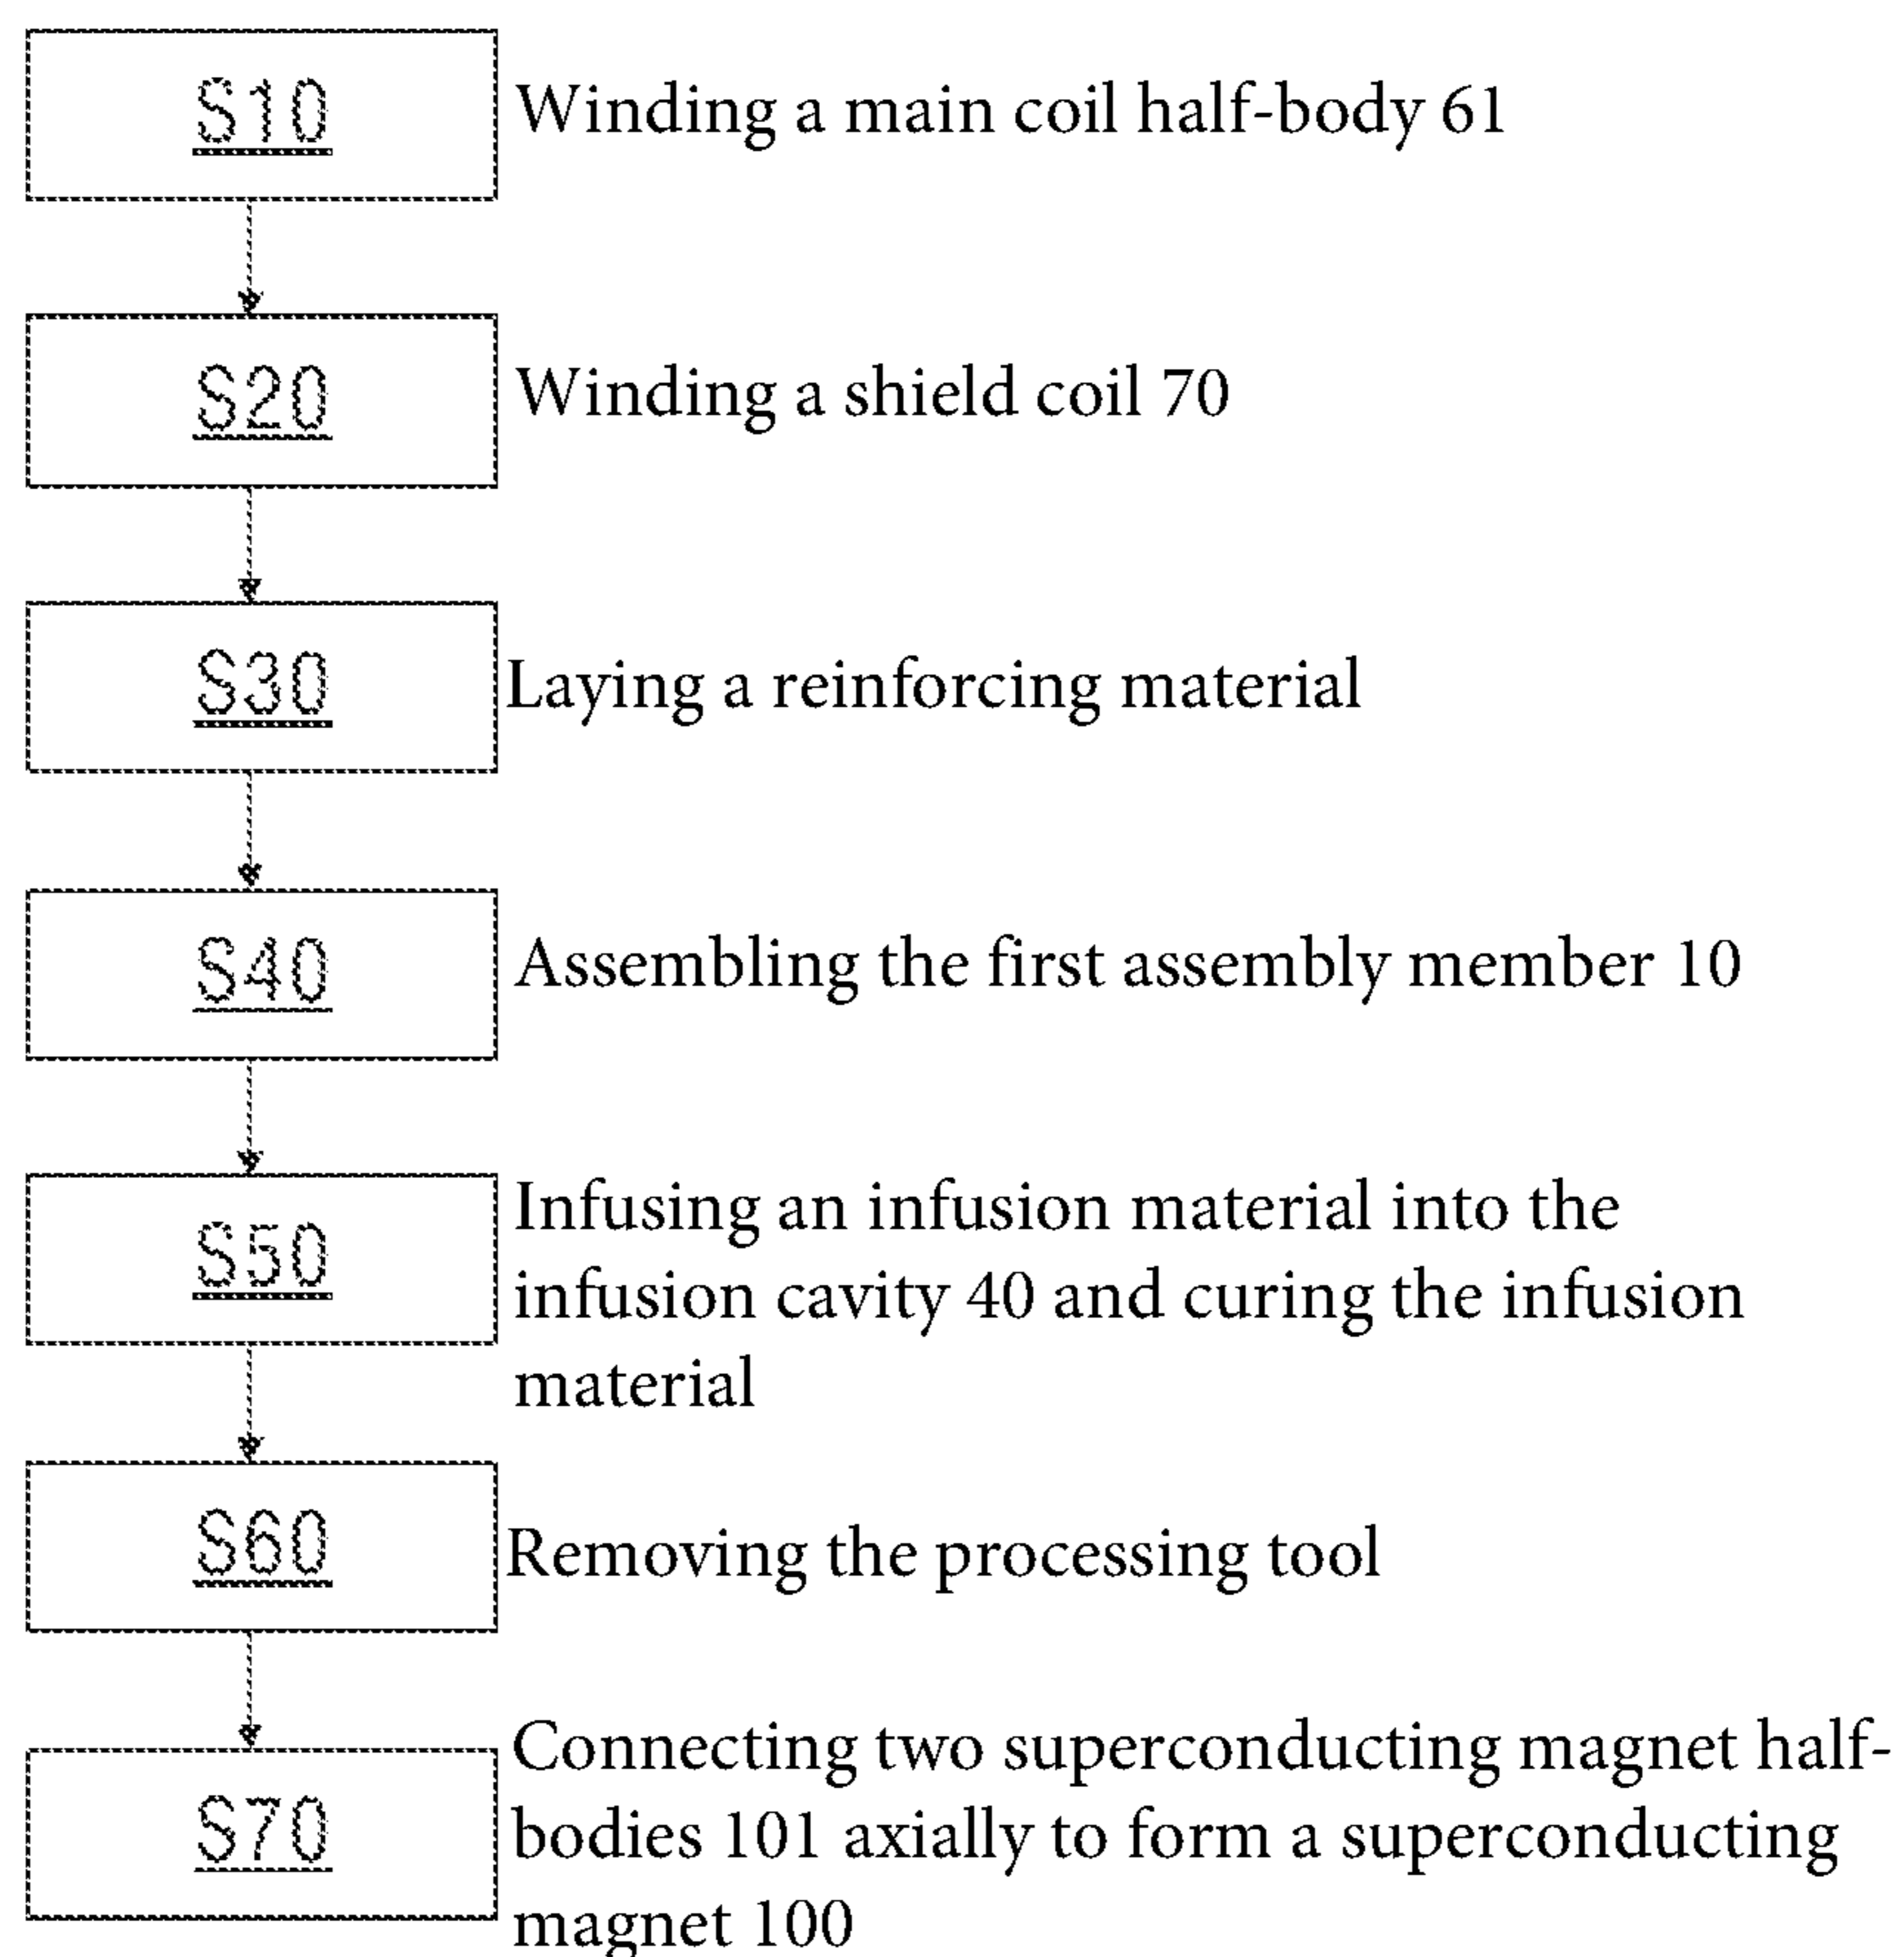 S10 Winding a main coil half-body 61
S20 Winding a shield coil 70
S30 Laying a reinforcing material
S40 Assembling the first assembly member 10
S50 Infusing an infusion material into the
infusion cavity 40 and curing the infusion
material
S60 Removing the processing tool
S70 Connecting two superconducting magnet half-
bodies 101 axially to form a superconducting
magnet 100